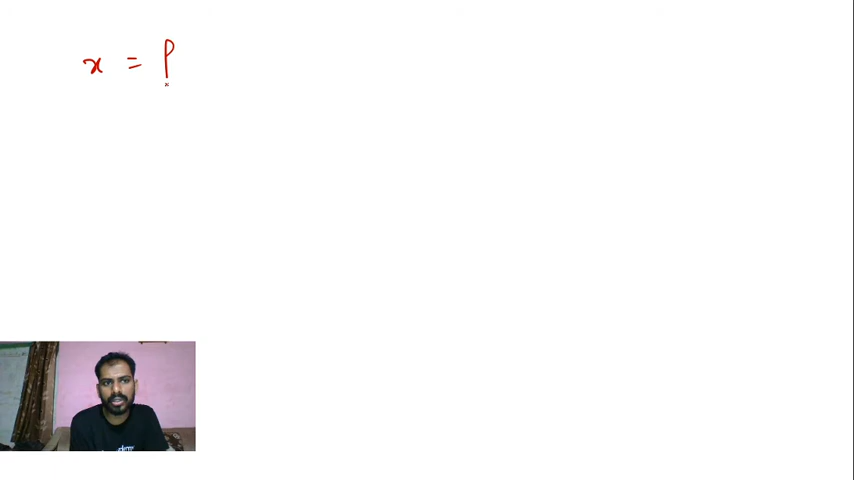 x = P